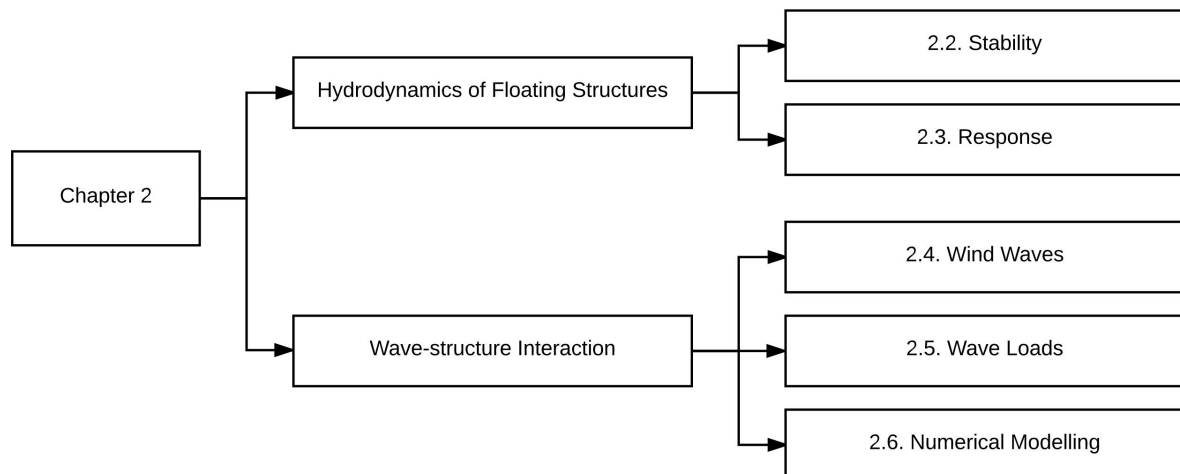 Chapter 2
Hydrodynamics of Floating Structures
2.2. Stability
2.3. Response
Wave-structure Interaction
2.4. Wind Waves
2.5. Wave Loads
2.6. Numerical Modelling